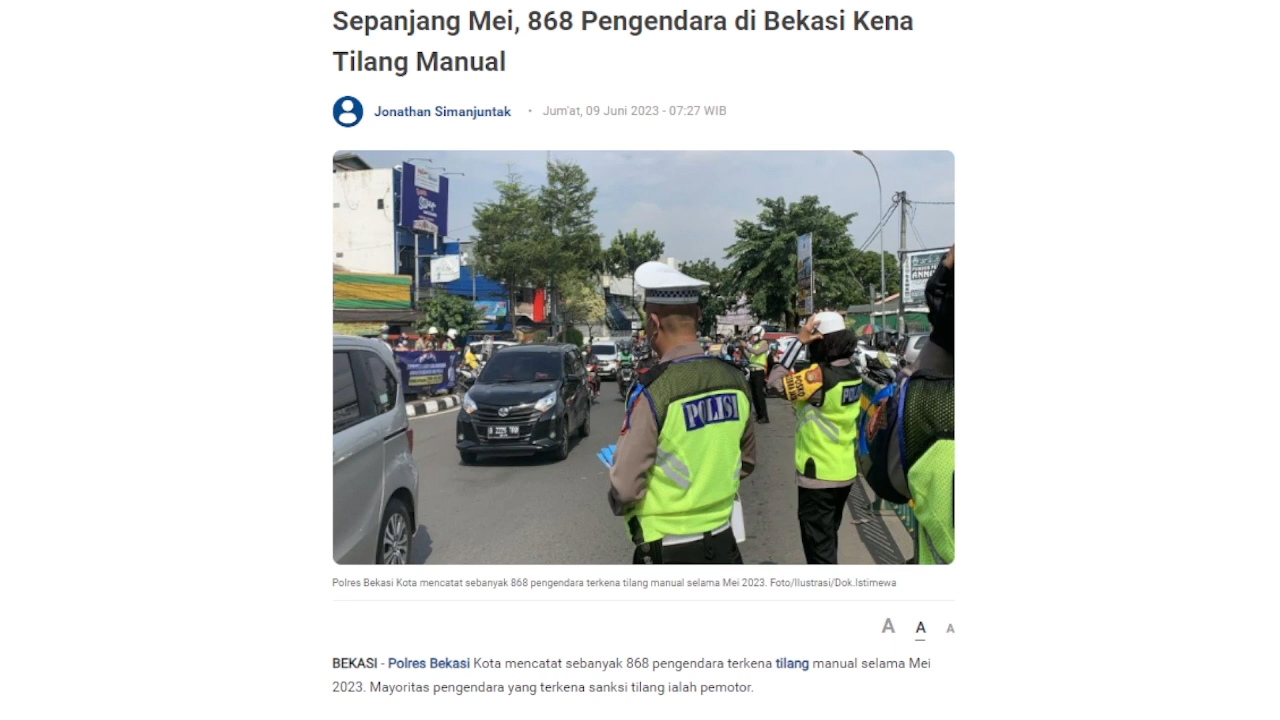 Sepanjang Mei, 868 Pengendara di Bekasi Kena
Tilang Manual
Jonathan Simanjuntak • Jum'at, 09 Juni 2023 - 07:27 WIB
POLISI
Polres Bekasi Kota mencatat sebanyak 868 pengendara terkena tilang manual selama Mei 2023. Foto/Ilustrasi/Dok.Istimewa
A A A
BEKASI - Polres Bekasi Kota mencatat sebanyak 868 pengendara terkena tilang manual selama Mei
2023. Mayoritas pengendara yang terkena sanksi tilang ialah pemotor.